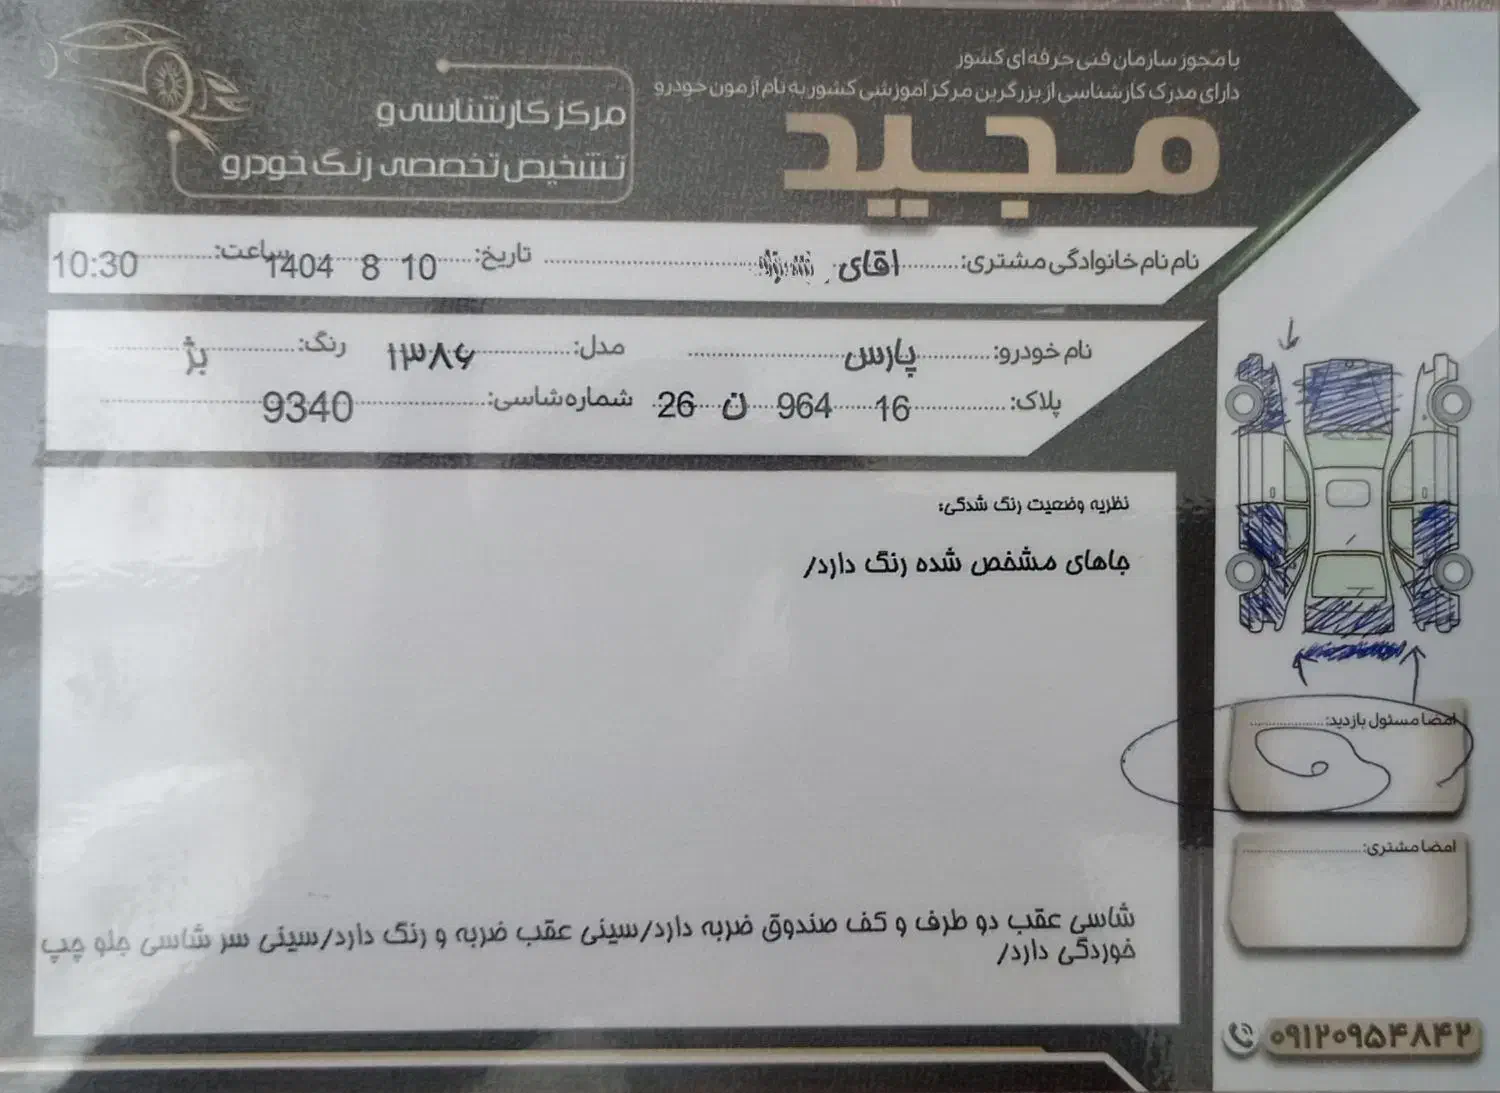 با مجوز سازمان فنی حرفه ای کشور
دارای مدرک کارشناسی از بزرگترین مرکز آموزشی کشور به نام آزمون خودرو
مجید
مرکز کارشناسی و
تشخیص تخصصی رنگ خودرو
نام نام خانوادگی مشتری: اقای تاریخ: 10 8 1404 ساعت: 10:30
نام خودرو: پارس مدل: ۱۳۸۶ رنگ: بژ
پلاک: 16 964 ن 26 شماره شاسی: 9340
نظریه وضعیت رنگ شدگی:
جاهای مشخص شده رنگ دارد/
شاسی عقب دو طرف و کف صندوق ضربه دارد/سینی عقب ضربه و رنگ دارد/سینی سر شاسی جلو چپ
خوردگی دارد/
امضا مسئول بازدید:
امضا مشتری:
۰۹۱۲۰۹۵۴۸۴۲